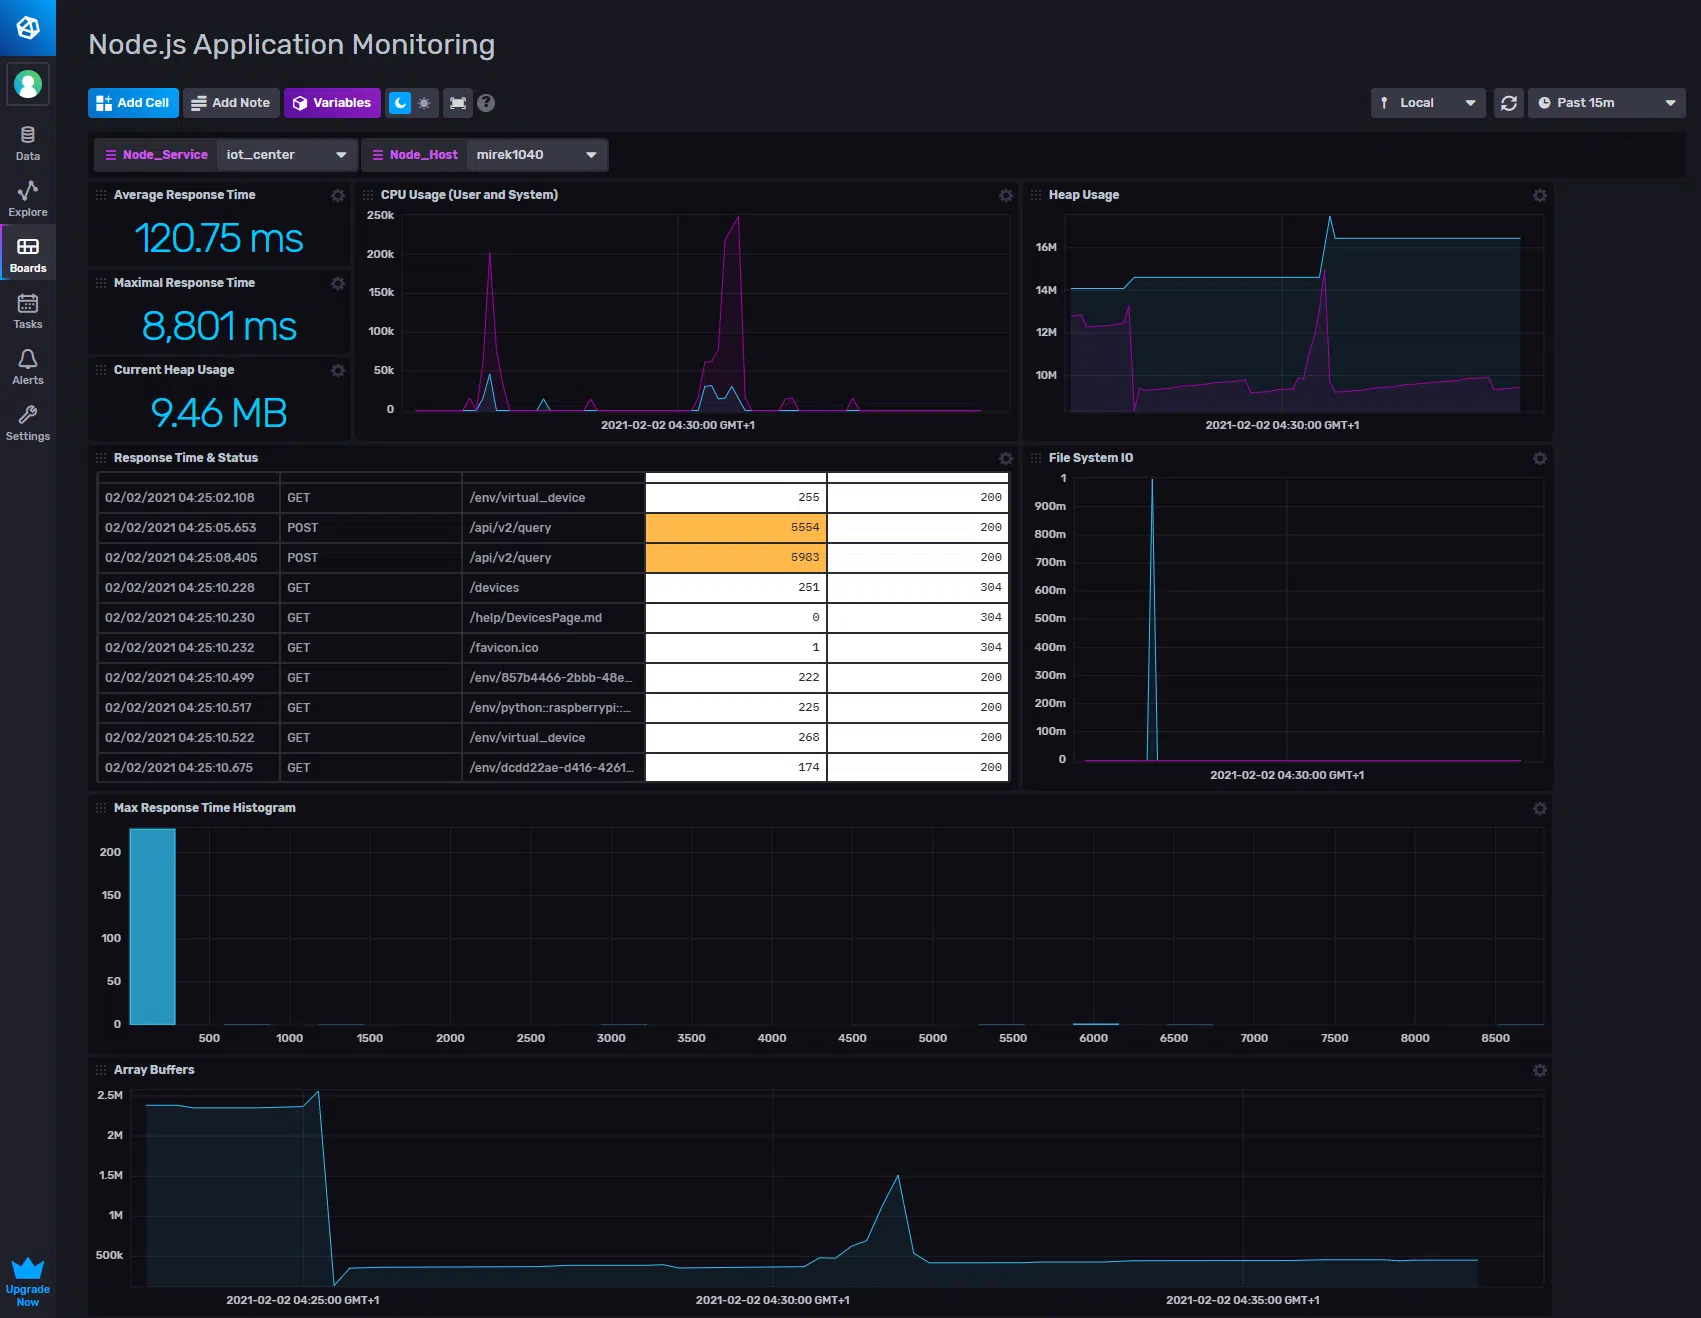 Node.js Application Monitoring
Add Cell
Add Note
Variables
?
Local
Past 15m
Node_Service
iot_center
Node_Host
mirek1040
Data
Explore
Boards
Tasks
Alerts
Settings
Upgrade
Now
Average Response Time
120.75 ms
Maximal Response Time
8,801 ms
Current Heap Usage
9.46 MB
CPU Usage (User and System)
250k
200k
150k
100k
50k
0
2021-02-02 04:30:00 GMT+1
Heap Usage
16M
14M
12M
10M
2021-02-02 04:30:00 GMT+1
Response Time & Status
02/02/2021 04:25:02.108 GET /env/virtual_device 255 200
02/02/2021 04:25:05.653 POST /api/v2/query 5554 200
02/02/2021 04:25:08.405 POST /api/v2/query 5983 200
02/02/2021 04:25:10.228 GET /devices 251 304
02/02/2021 04:25:10.230 GET /help/DevicesPage.md 0 304
02/02/2021 04:25:10.232 GET /favicon.ico 1 304
02/02/2021 04:25:10.499 GET /env/857b4466-2bbb-48e... 222 200
02/02/2021 04:25:10.517 GET /env/python::raspberrypi::... 225 200
02/02/2021 04:25:10.522 GET /env/virtual_device 268 200
02/02/2021 04:25:10.675 GET /env/dcdd22ae-d416-4261... 174 200
File System IO
1
900m
800m
700m
600m
500m
400m
300m
200m
100m
0
2021-02-02 04:30:00 GMT+1
Max Response Time Histogram
200
150
100
50
0
500 1000 1500 2000 2500 3000 3500 4000 4500 5000 5500 6000 6500 7000 7500 8000 8500
Array Buffers
2.5M
2M
1.5M
1M
500k
2021-02-02 04:25:00 GMT+1 2021-02-02 04:30:00 GMT+1 2021-02-02 04:35:00 GMT+1